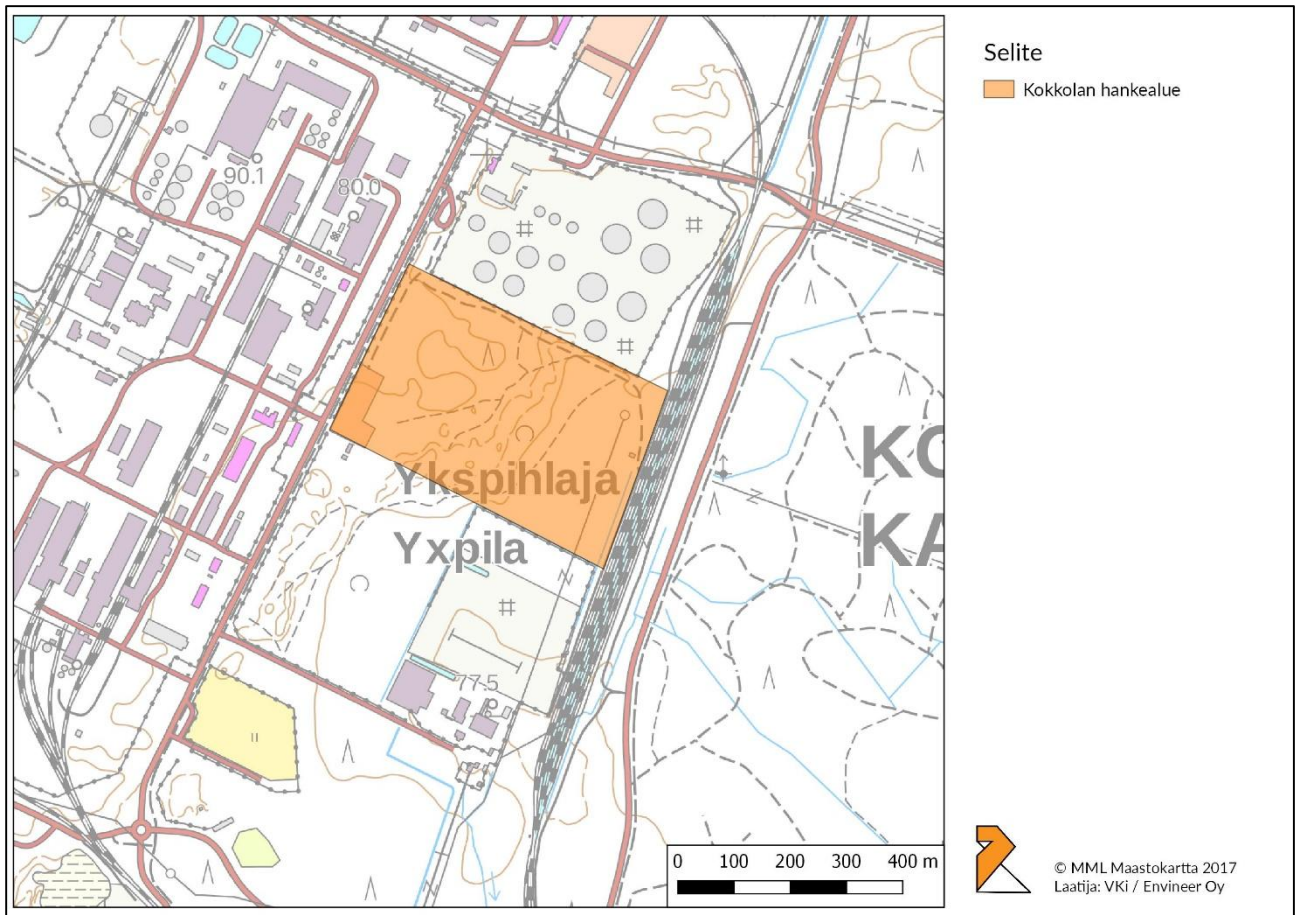 Selite
Kokkolan hankealue
90.1
80.0
KO
KA
Ykspihlaja
Yxpila
77.5
0 100 200 300 400 m
© MML Maastokartta 2017
Laatija: VKi / Envineer Oy